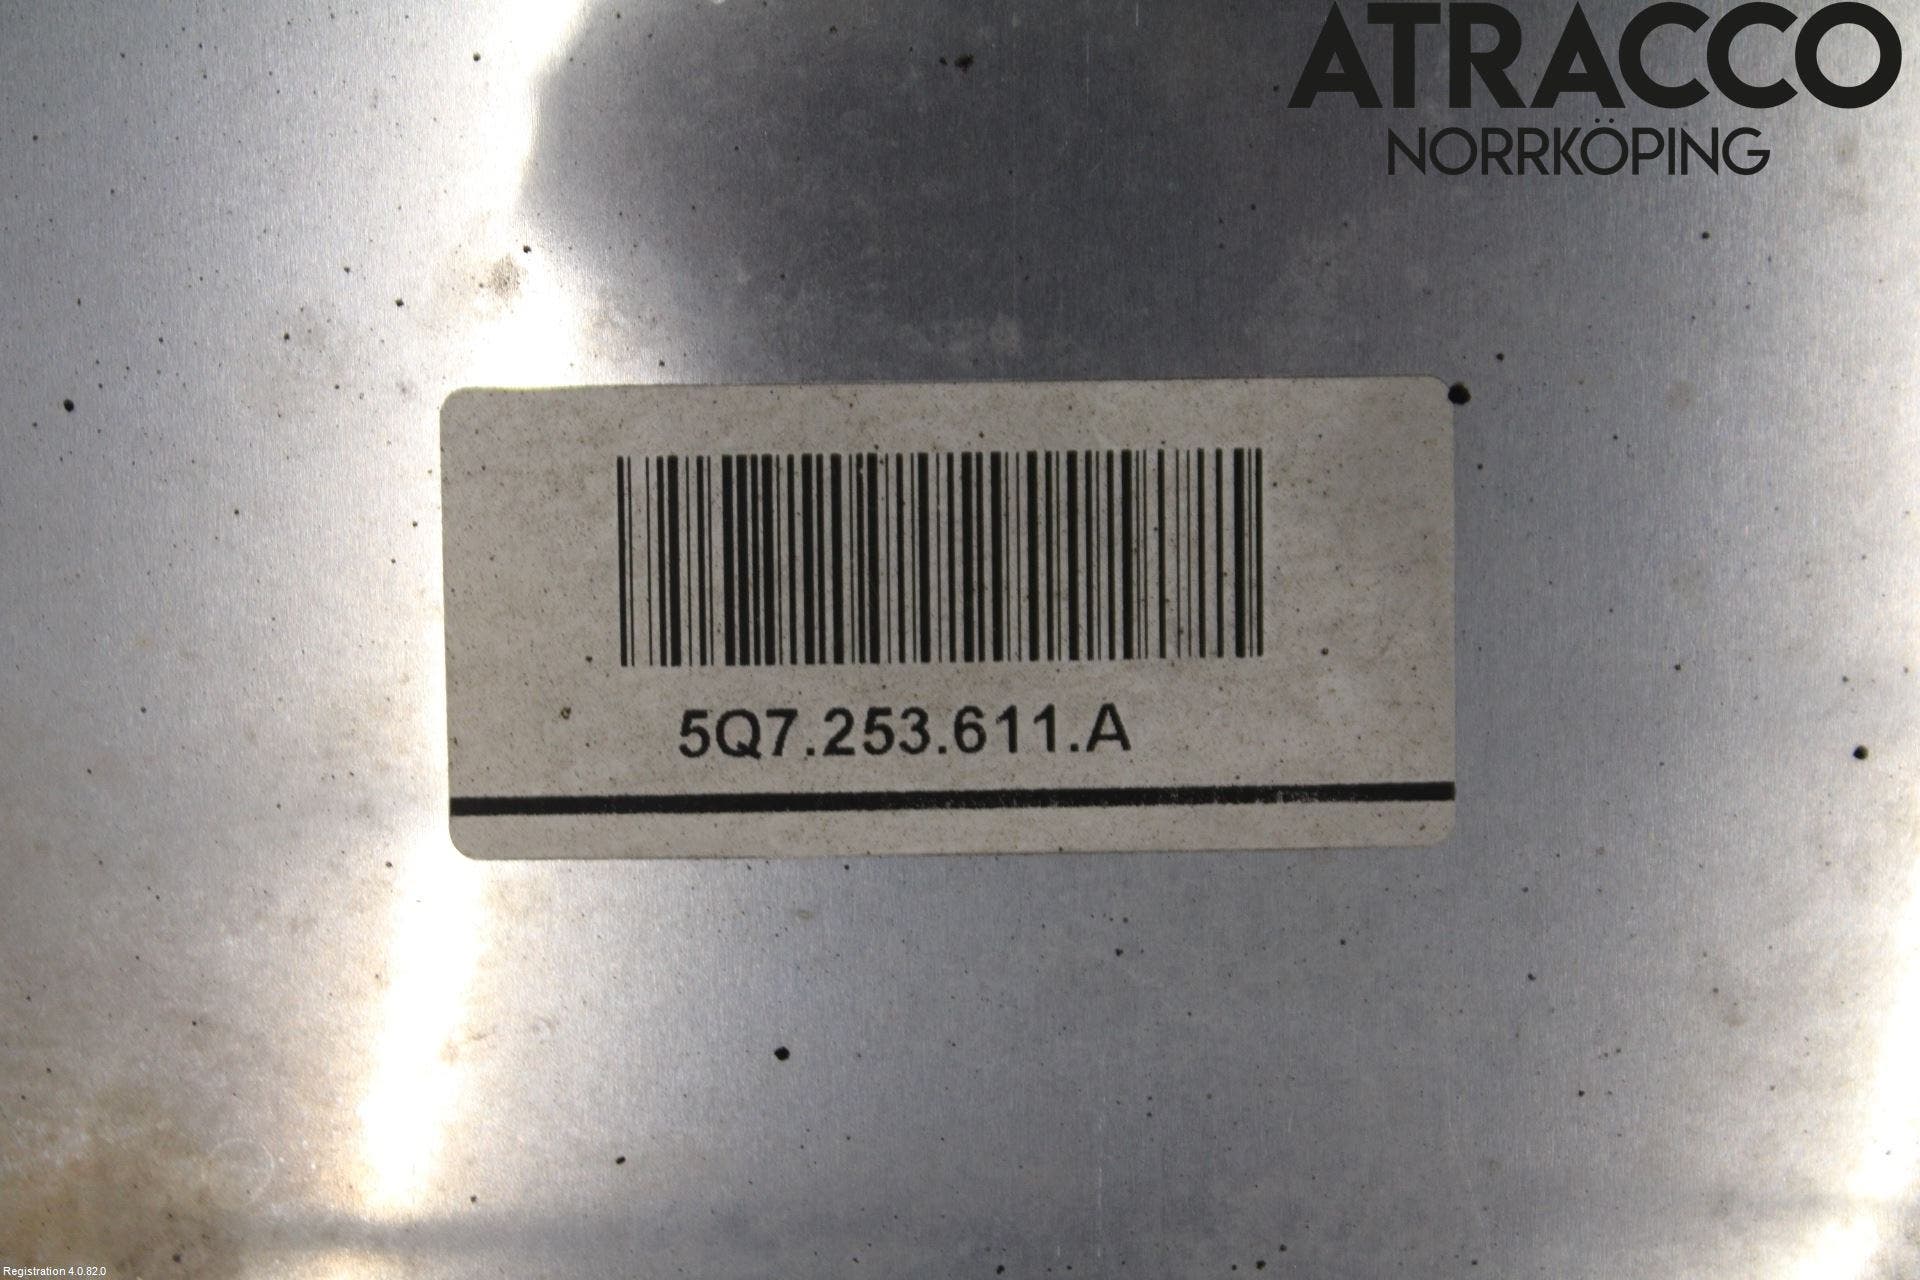 ATRACCO
NORRKÖPING
5Q7.253.611.A
Registration 4.0.82.0